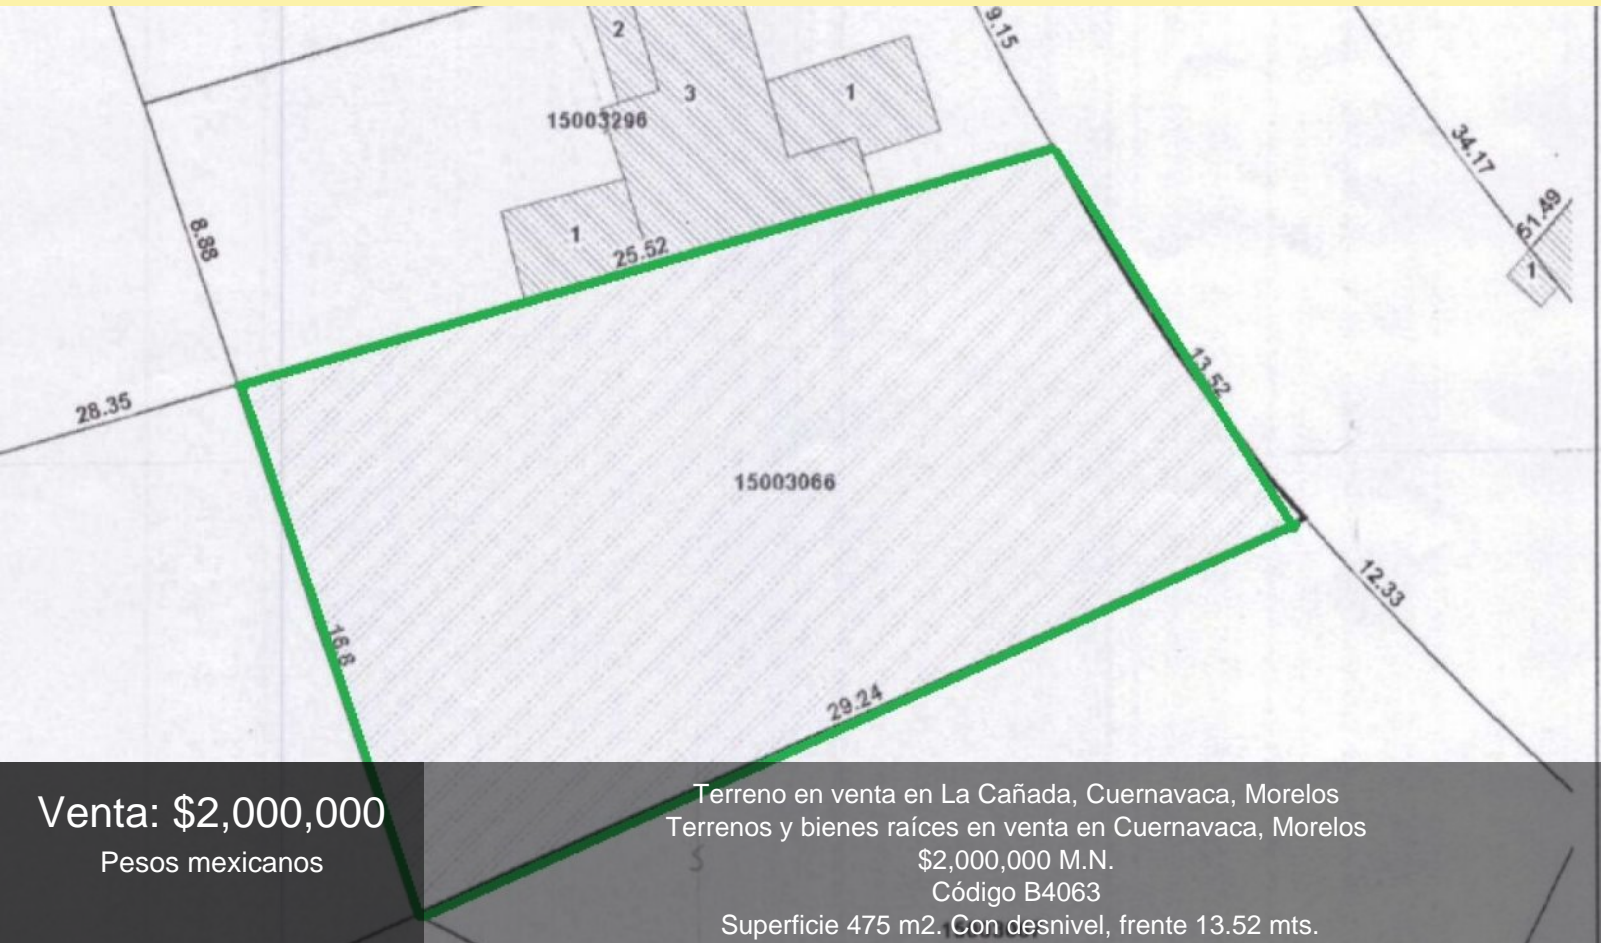 2
3
1
9.15
15003296
34.17
61.49
1
1
8.88
25.52
28.35
13.52
15003066
12.33
16.8
29.24
Venta: $2,000,000
Pesos mexicanos
Terreno en venta en La Cañada, Cuernavaca, Morelos
Terrenos y bienes raíces en venta en Cuernavaca, Morelos
$2,000,000 M.N.
Código B4063
Superficie 475 m2. Con desnivel, frente 13.52 mts.